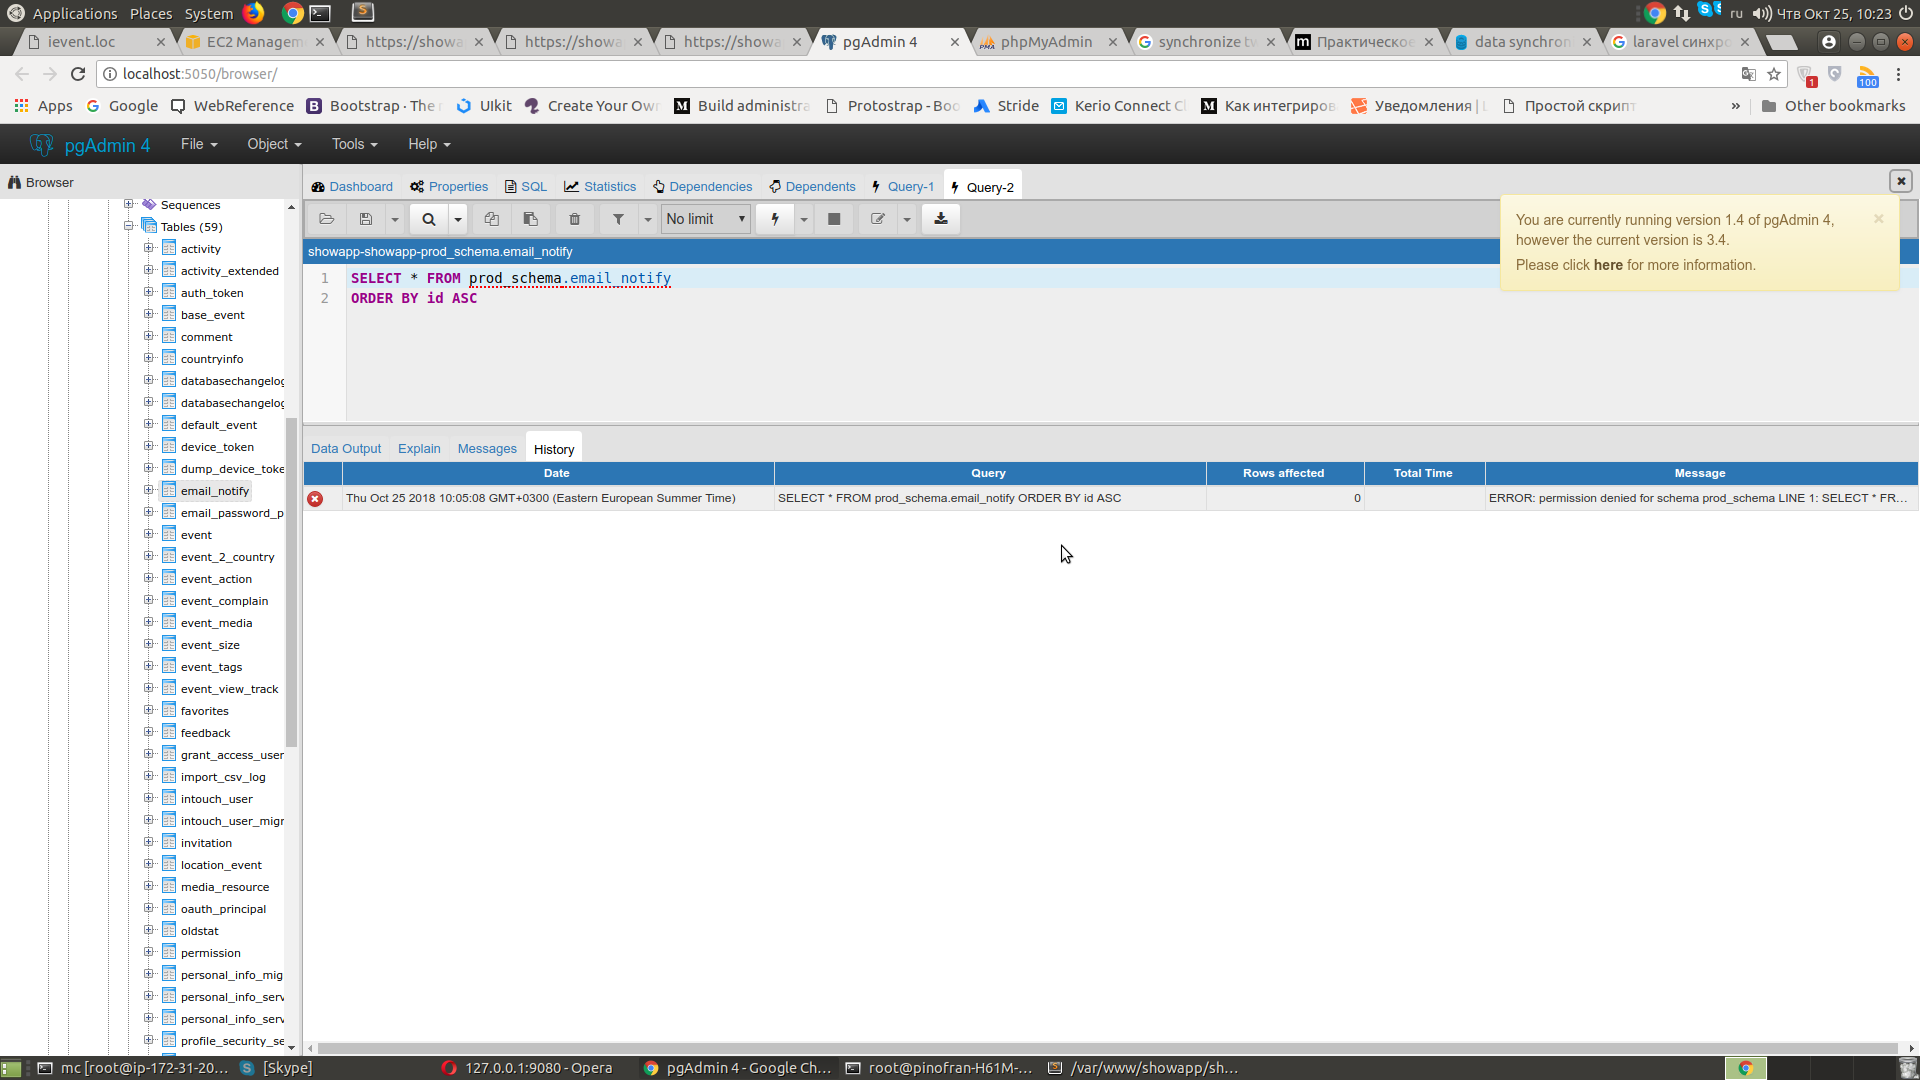 Applications Places System
ru Чтв Окт 25, 10:23
ievent.loc
EC2 Managem
https://showa
https://showa
https://showa
pgAdmin 4
phpMyAdmin
synchronize tw
Практическое
data synchron
laravel синхро
localhost:5050/browser/
1
100
Apps
Google
WebReference
Bootstrap · The
UIkit
Create Your Ow
Build administra
Protostrap - Boo
Stride
Kerio Connect C
Как интегриров
Уведомления |
Простой скрипт
»
Other bookmarks
pgAdmin 4
File
Object
Tools
Help
Browser
Dashboard
Properties
SQL
Statistics
Dependencies
Dependents
Query-1
Query-2
No limit
You are currently running version 1.4 of pgAdmin 4,
however the current version is 3.4.
Please click here for more information.
showapp-showapp-prod_schema.email_notify
1 SELECT * FROM prod_schema.email_notify
2 ORDER BY id ASC
Data Output
Explain
Messages
History
Date
Query
Rows affected
Total Time
Message
Thu Oct 25 2018 10:05:08 GMT+0300 (Eastern European Summer Time)
SELECT * FROM prod_schema.email_notify ORDER BY id ASC
0
ERROR: permission denied for schema prod_schema LINE 1: SELECT * FR...
Sequences
Tables (59)
activity
activity_extended
auth_token
base_event
comment
countryinfo
databasechangelog
databasechangelog
default_event
device_token
dump_device_toke
email_notify
email_password_p
event
event_2_country
event_action
event_complain
event_media
event_size
event_tags
event_view_track
favorites
feedback
grant_access_user
import_csv_log
intouch_user
intouch_user_migr
invitation
location_event
media_resource
oauth_principal
oldstat
permission
personal_info_mig
personal_info_serv
personal_info_serv
profile_security_se
mc [root@ip-172-31-20...
[Skype]
127.0.0.1:9080 - Opera
pgAdmin 4 - Google Ch...
root@pinofran-H61M-...
/var/www/showapp/sh...